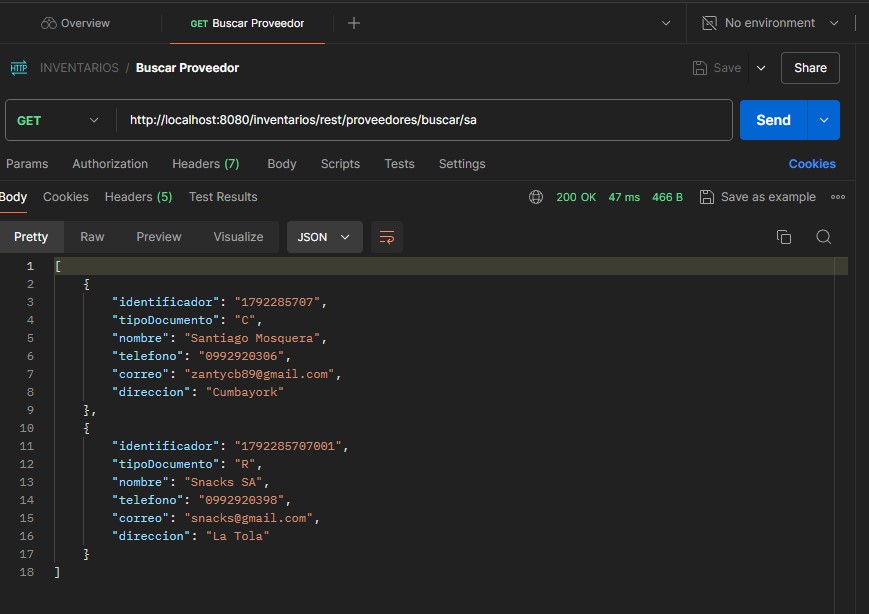 Overview GET Buscar Proveedor No environment
HTTP INVENTARIOS / Buscar Proveedor Save Share
GET http://localhost:8080/inventarios/rest/proveedores/buscar/sa Send
Params Authorization Headers (7) Body Scripts Tests Settings Cookies
Body Cookies Headers (5) Test Results 200 OK 47 ms 466 B Save as example
Pretty Raw Preview Visualize JSON
1 [
2 {
3 "identificador": "1792285707",
4 "tipoDocumento": "C",
5 "nombre": "Santiago Mosquera",
6 "telefono": "0992920306",
7 "correo": "zantycb89@gmail.com",
8 "direccion": "Cumbayork"
9 },
10 {
11 "identificador": "1792285707001",
12 "tipoDocumento": "R",
13 "nombre": "Snacks SA",
14 "telefono": "0992920398",
15 "correo": "snacks@gmail.com",
16 "direccion": "La Tola"
17 }
18 ]